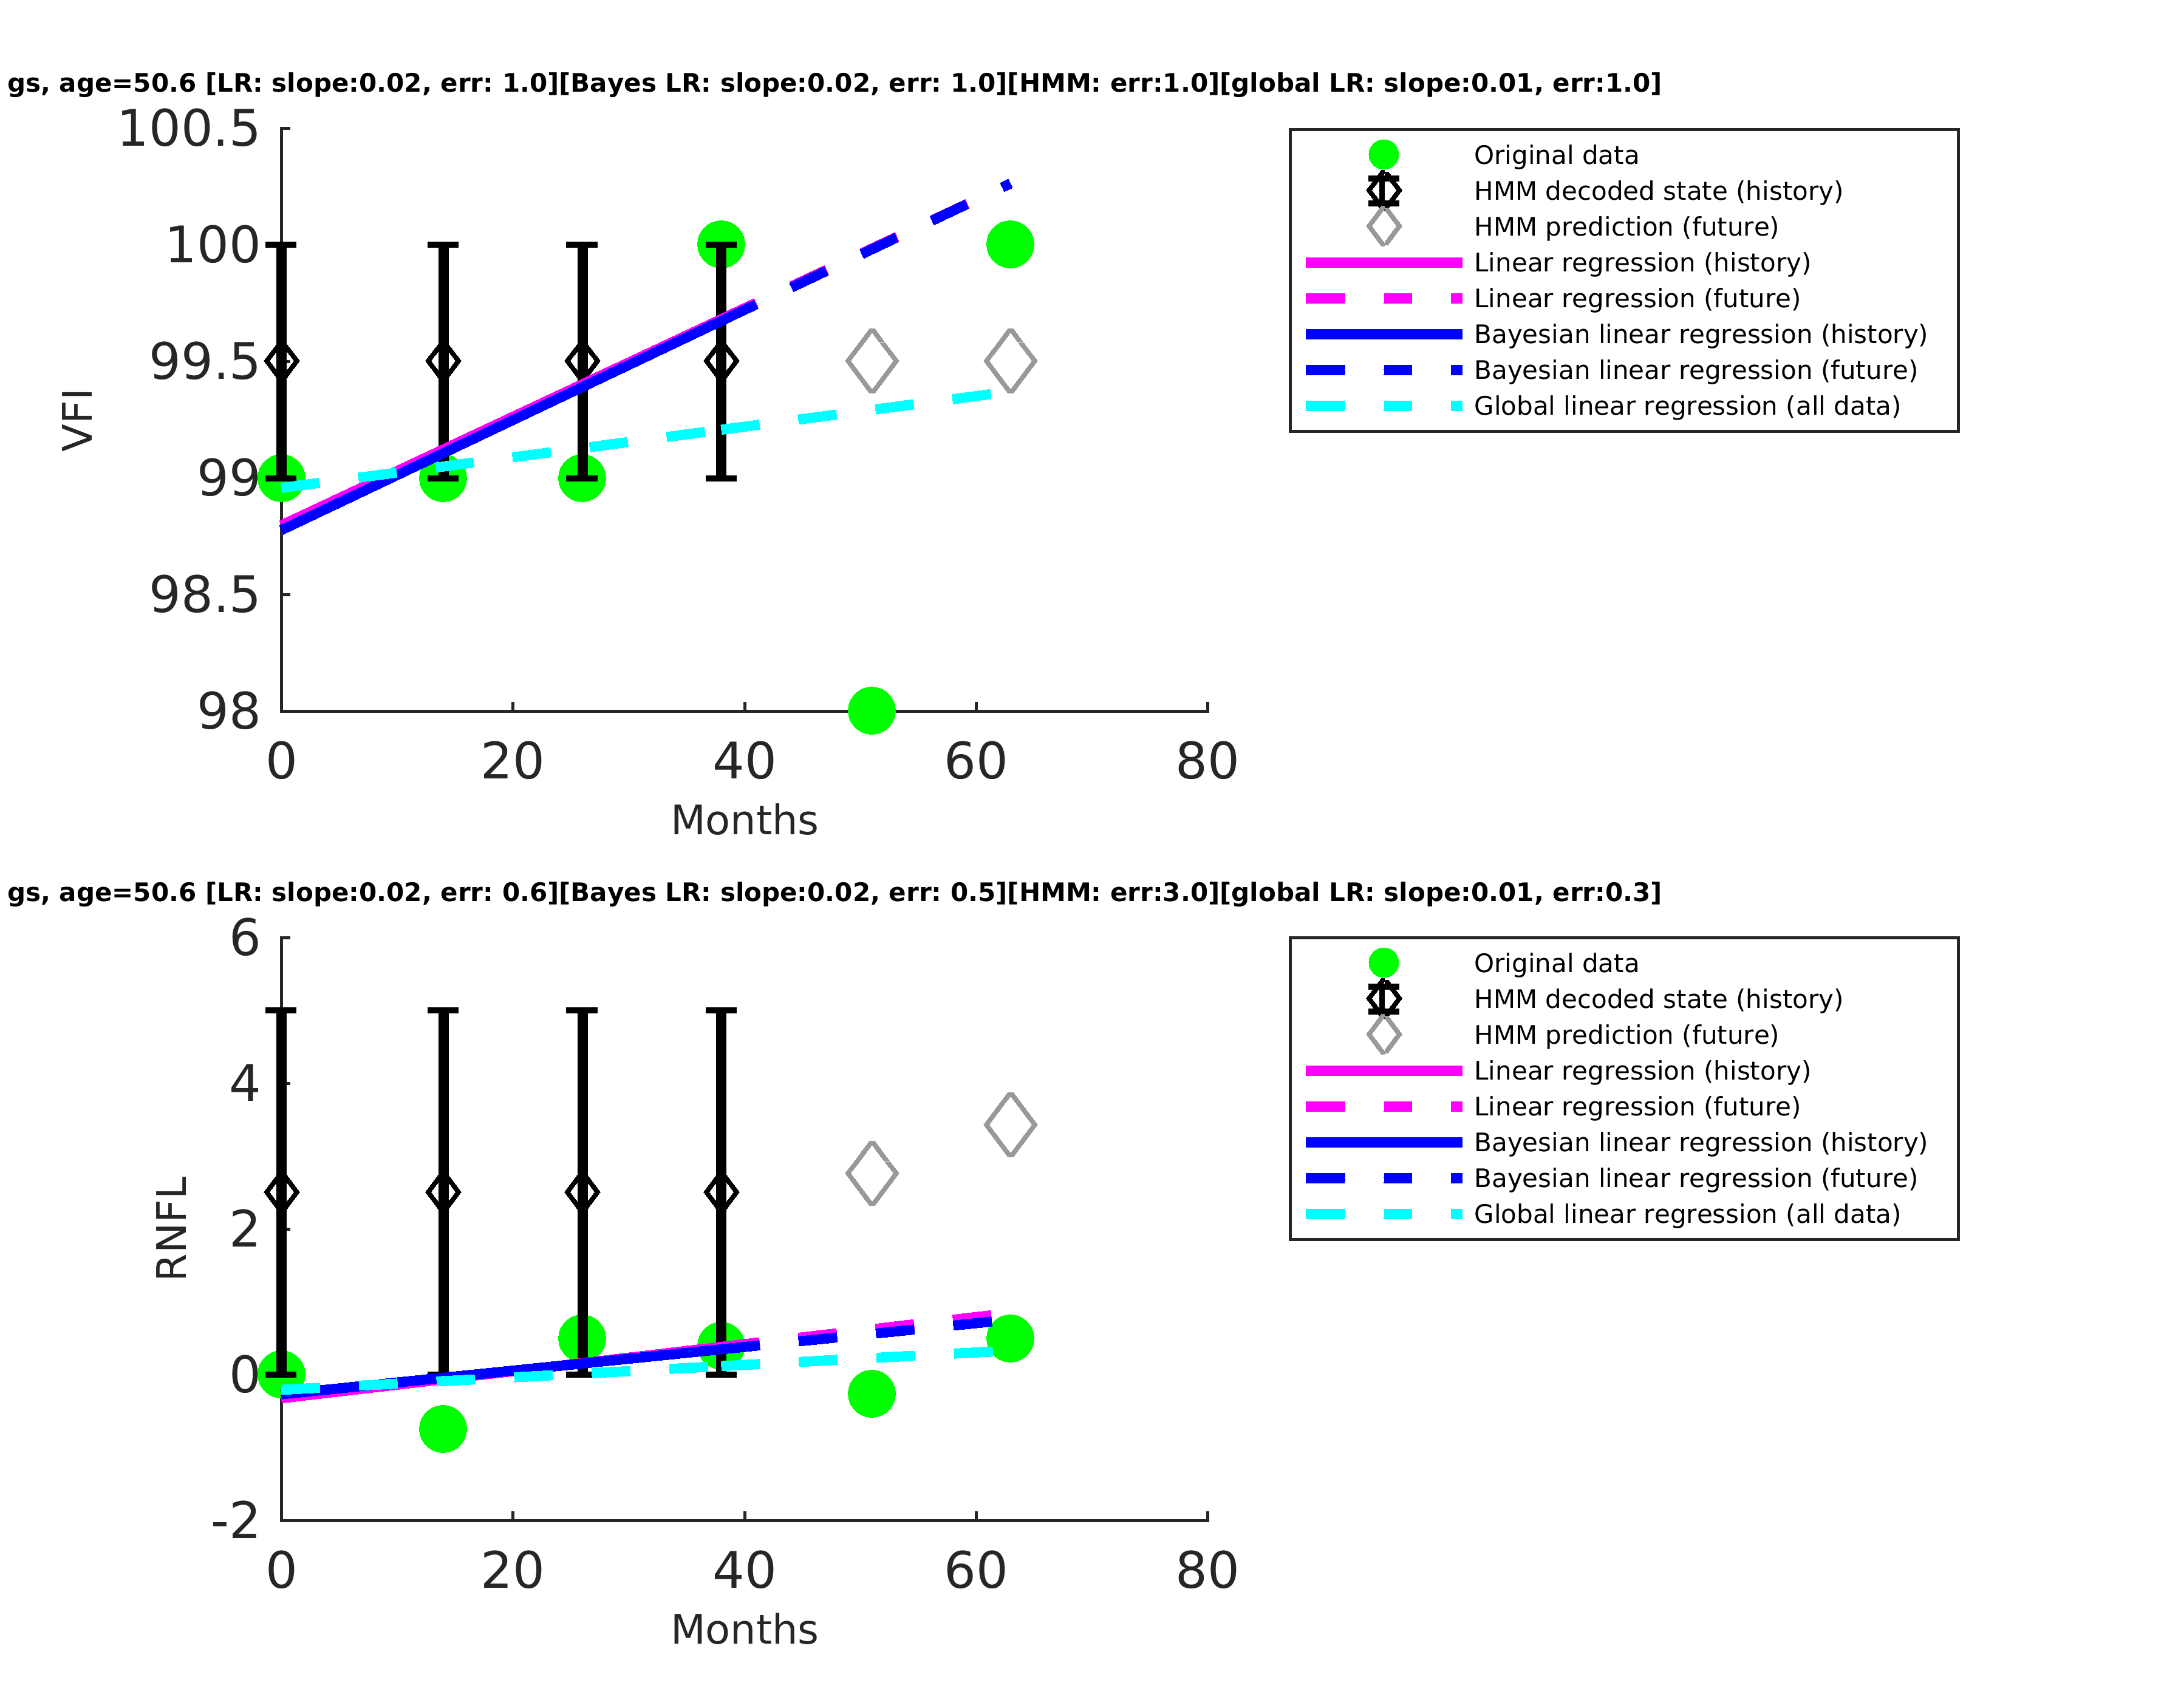 gs, age=50.6 [LR: slope:0.02, err: 1.0][Bayes LR: slope:0.02, err: 1.0][HMM: err:1.0][global LR: slope:0.01, err:1.0]
100.5
100
99.5
99
98.5
98
VFI
0 20 40 60 80
Months
Original data
HMM decoded state (history)
HMM prediction (future)
Linear regression (history)
Linear regression (future)
Bayesian linear regression (history)
Bayesian linear regression (future)
Global linear regression (all data)
gs, age=50.6 [LR: slope:0.02, err: 0.6][Bayes LR: slope:0.02, err: 0.5][HMM: err:3.0][global LR: slope:0.01, err:0.3]
6
4
2
0
-2
RNFL
0 20 40 60 80
Months
Original data
HMM decoded state (history)
HMM prediction (future)
Linear regression (history)
Linear regression (future)
Bayesian linear regression (history)
Bayesian linear regression (future)
Global linear regression (all data)